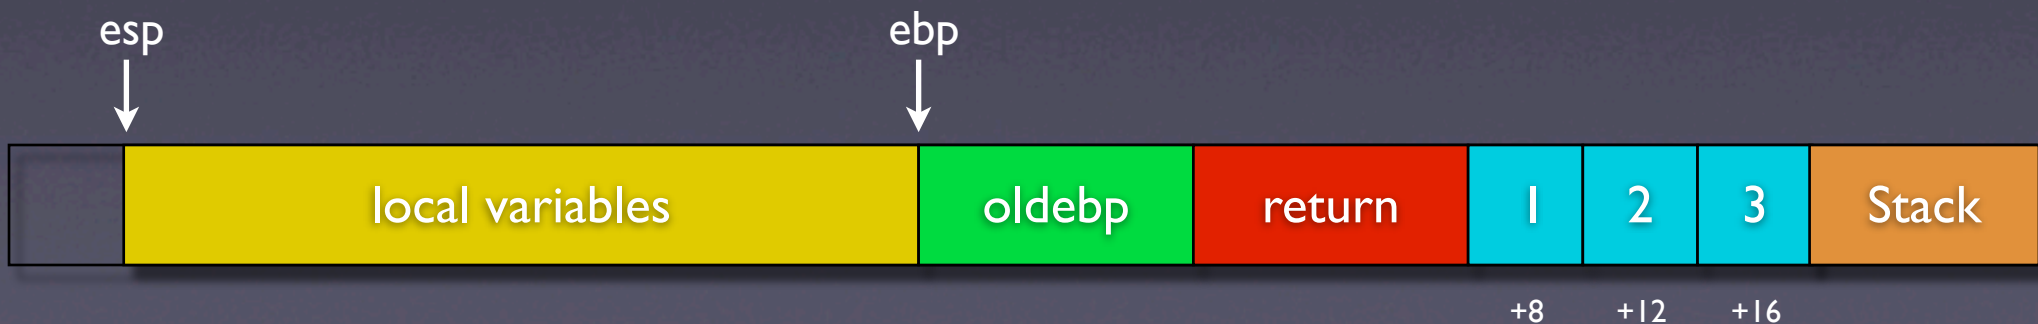 esp ebp
local variables oldebp return 1 2 3 Stack
+8 +12 +16